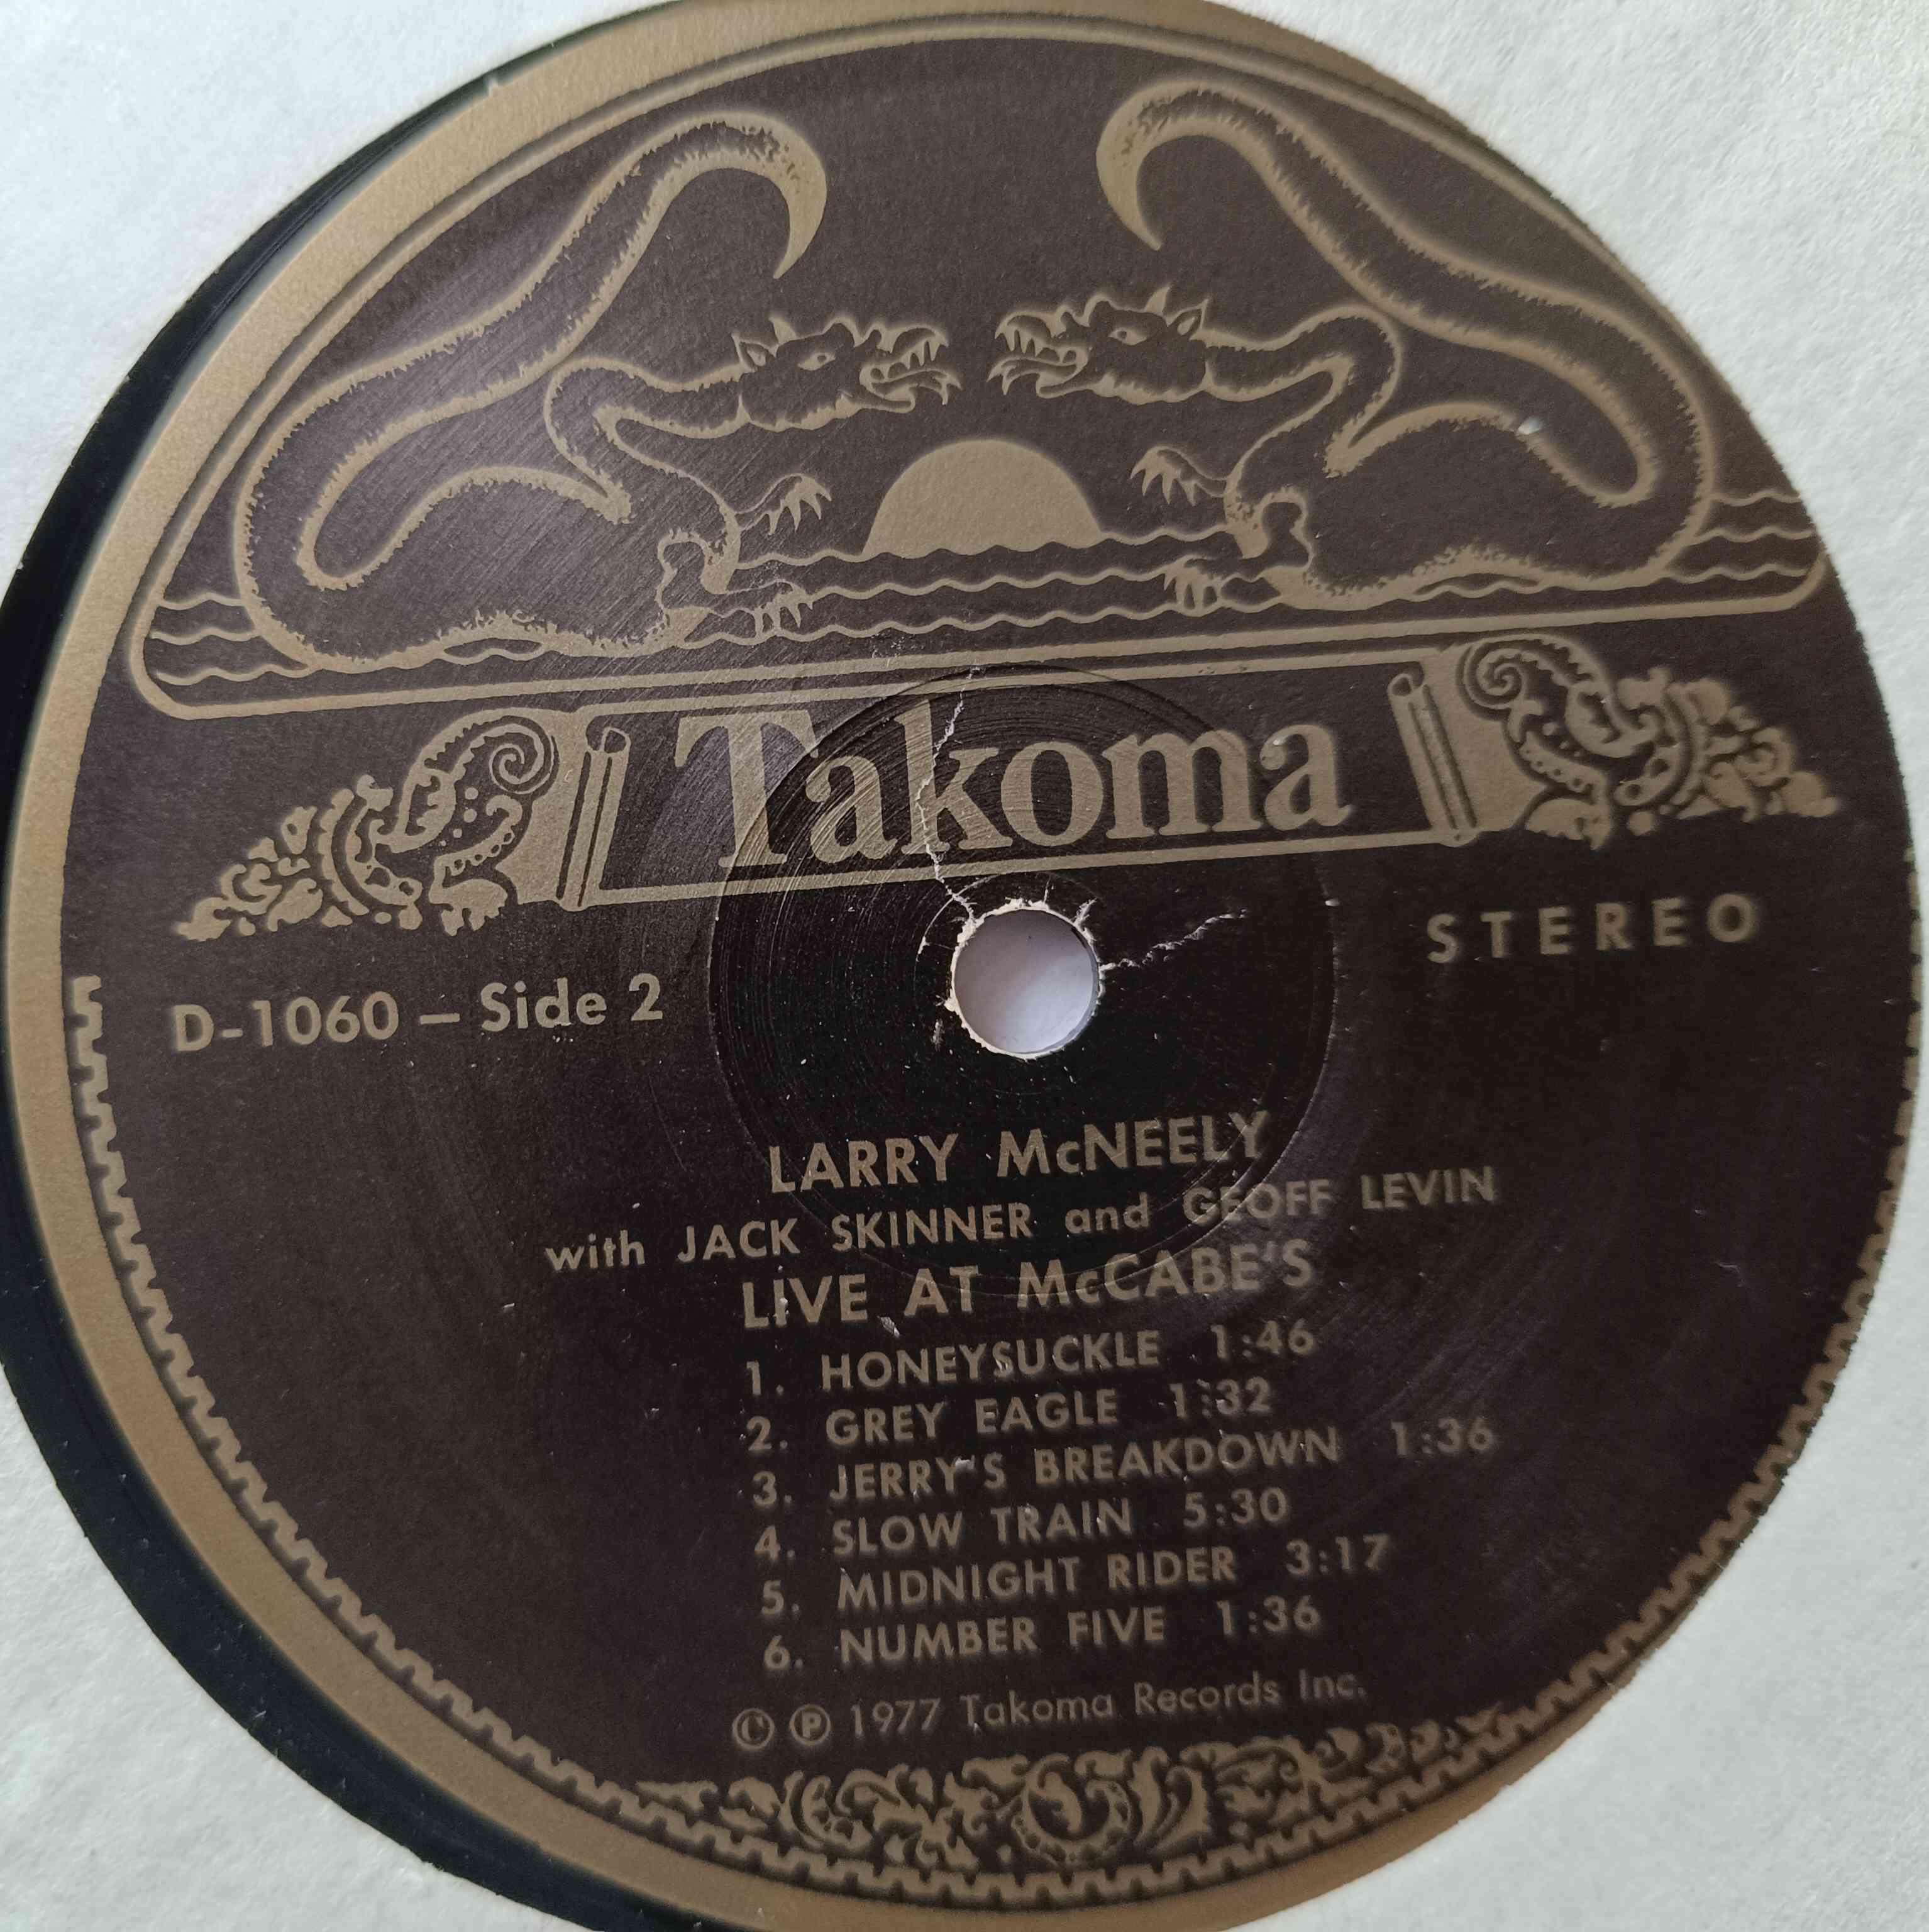 Takoma
STEREO
D-1060 – Side 2
LARRY McNEELY
with JACK SKINNER and GEOFF LEVIN
LIVE AT McCABE'S
1. HONEYSUCKLE 1:46
2. GREY EAGLE 1:32
3. JERRY'S BREAKDOWN 1:36
4. SLOW TRAIN 5:30
5. MIDNIGHT RIDER 3:17
6. NUMBER FIVE 1:36
© ℗ 1977 Takoma Records Inc.